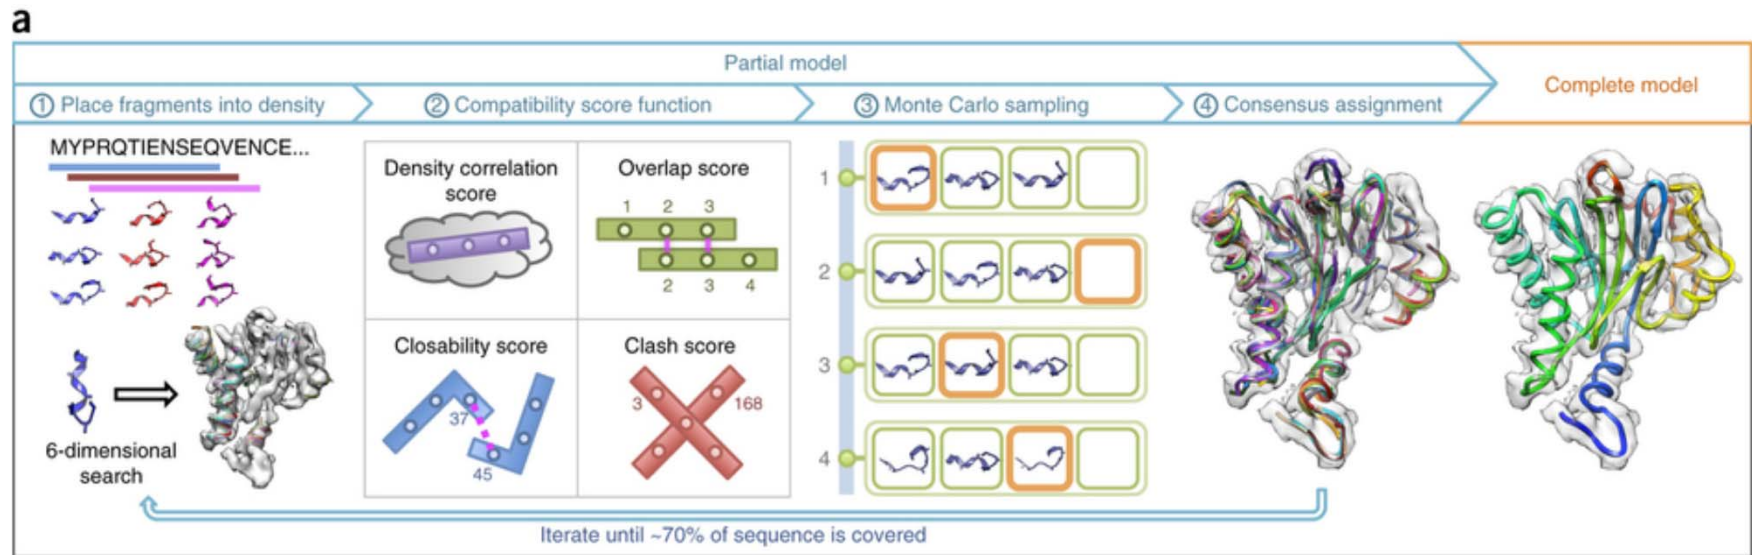 a
Partial model
Complete model
① Place fragments into density
② Compatibility score function
③ Monte Carlo sampling
④ Consensus assignment
MYPRQTIENSEQVENCE...
6-dimensional
search
Density correlation
score
Overlap score
1 2 3
2 3 4
Closability score
37
45
Clash score
3 168
1
2
3
4
Iterate until ~70% of sequence is covered